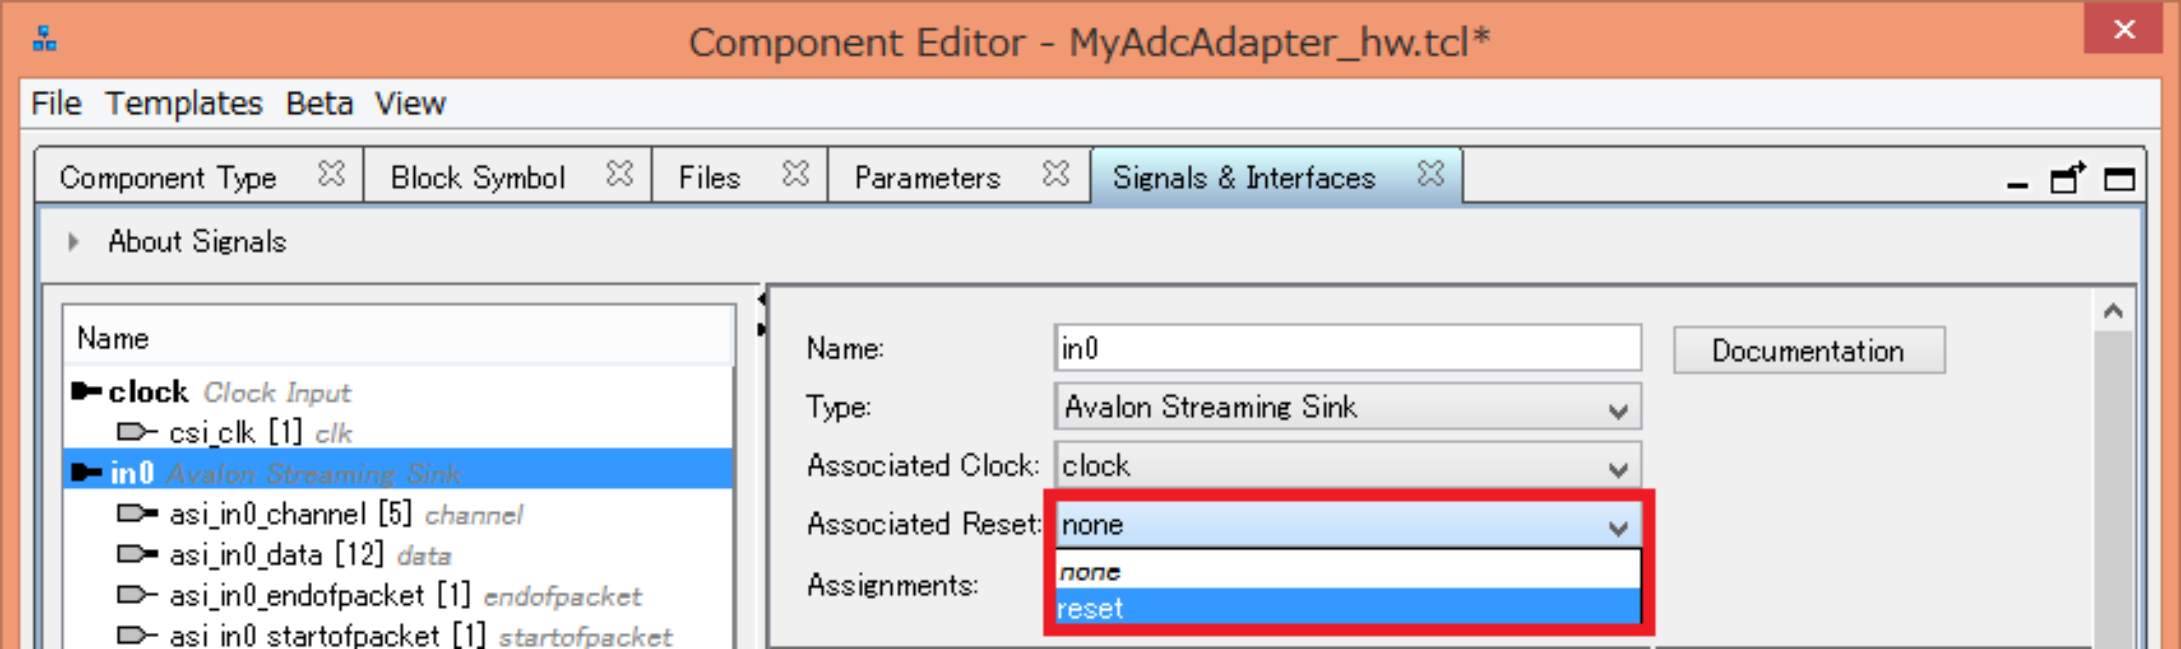 Component Editor - MyAdcAdapter_hw.tcl*
File Templates Beta View
Component Type Block Symbol Files Parameters Signals & Interfaces
About Signals
Name
clock Clock Input
csi_clk [1] clk
in0 Avalon Streaming Sink
asi_in0_channel [5] channel
asi_in0_data [12] data
asi_in0_endofpacket [1] endofpacket
asi_in0_startofpacket [1] startofpacket
Name: in0 Documentation
Type: Avalon Streaming Sink
Associated Clock: clock
Associated Reset: none
none
Assignments:
reset